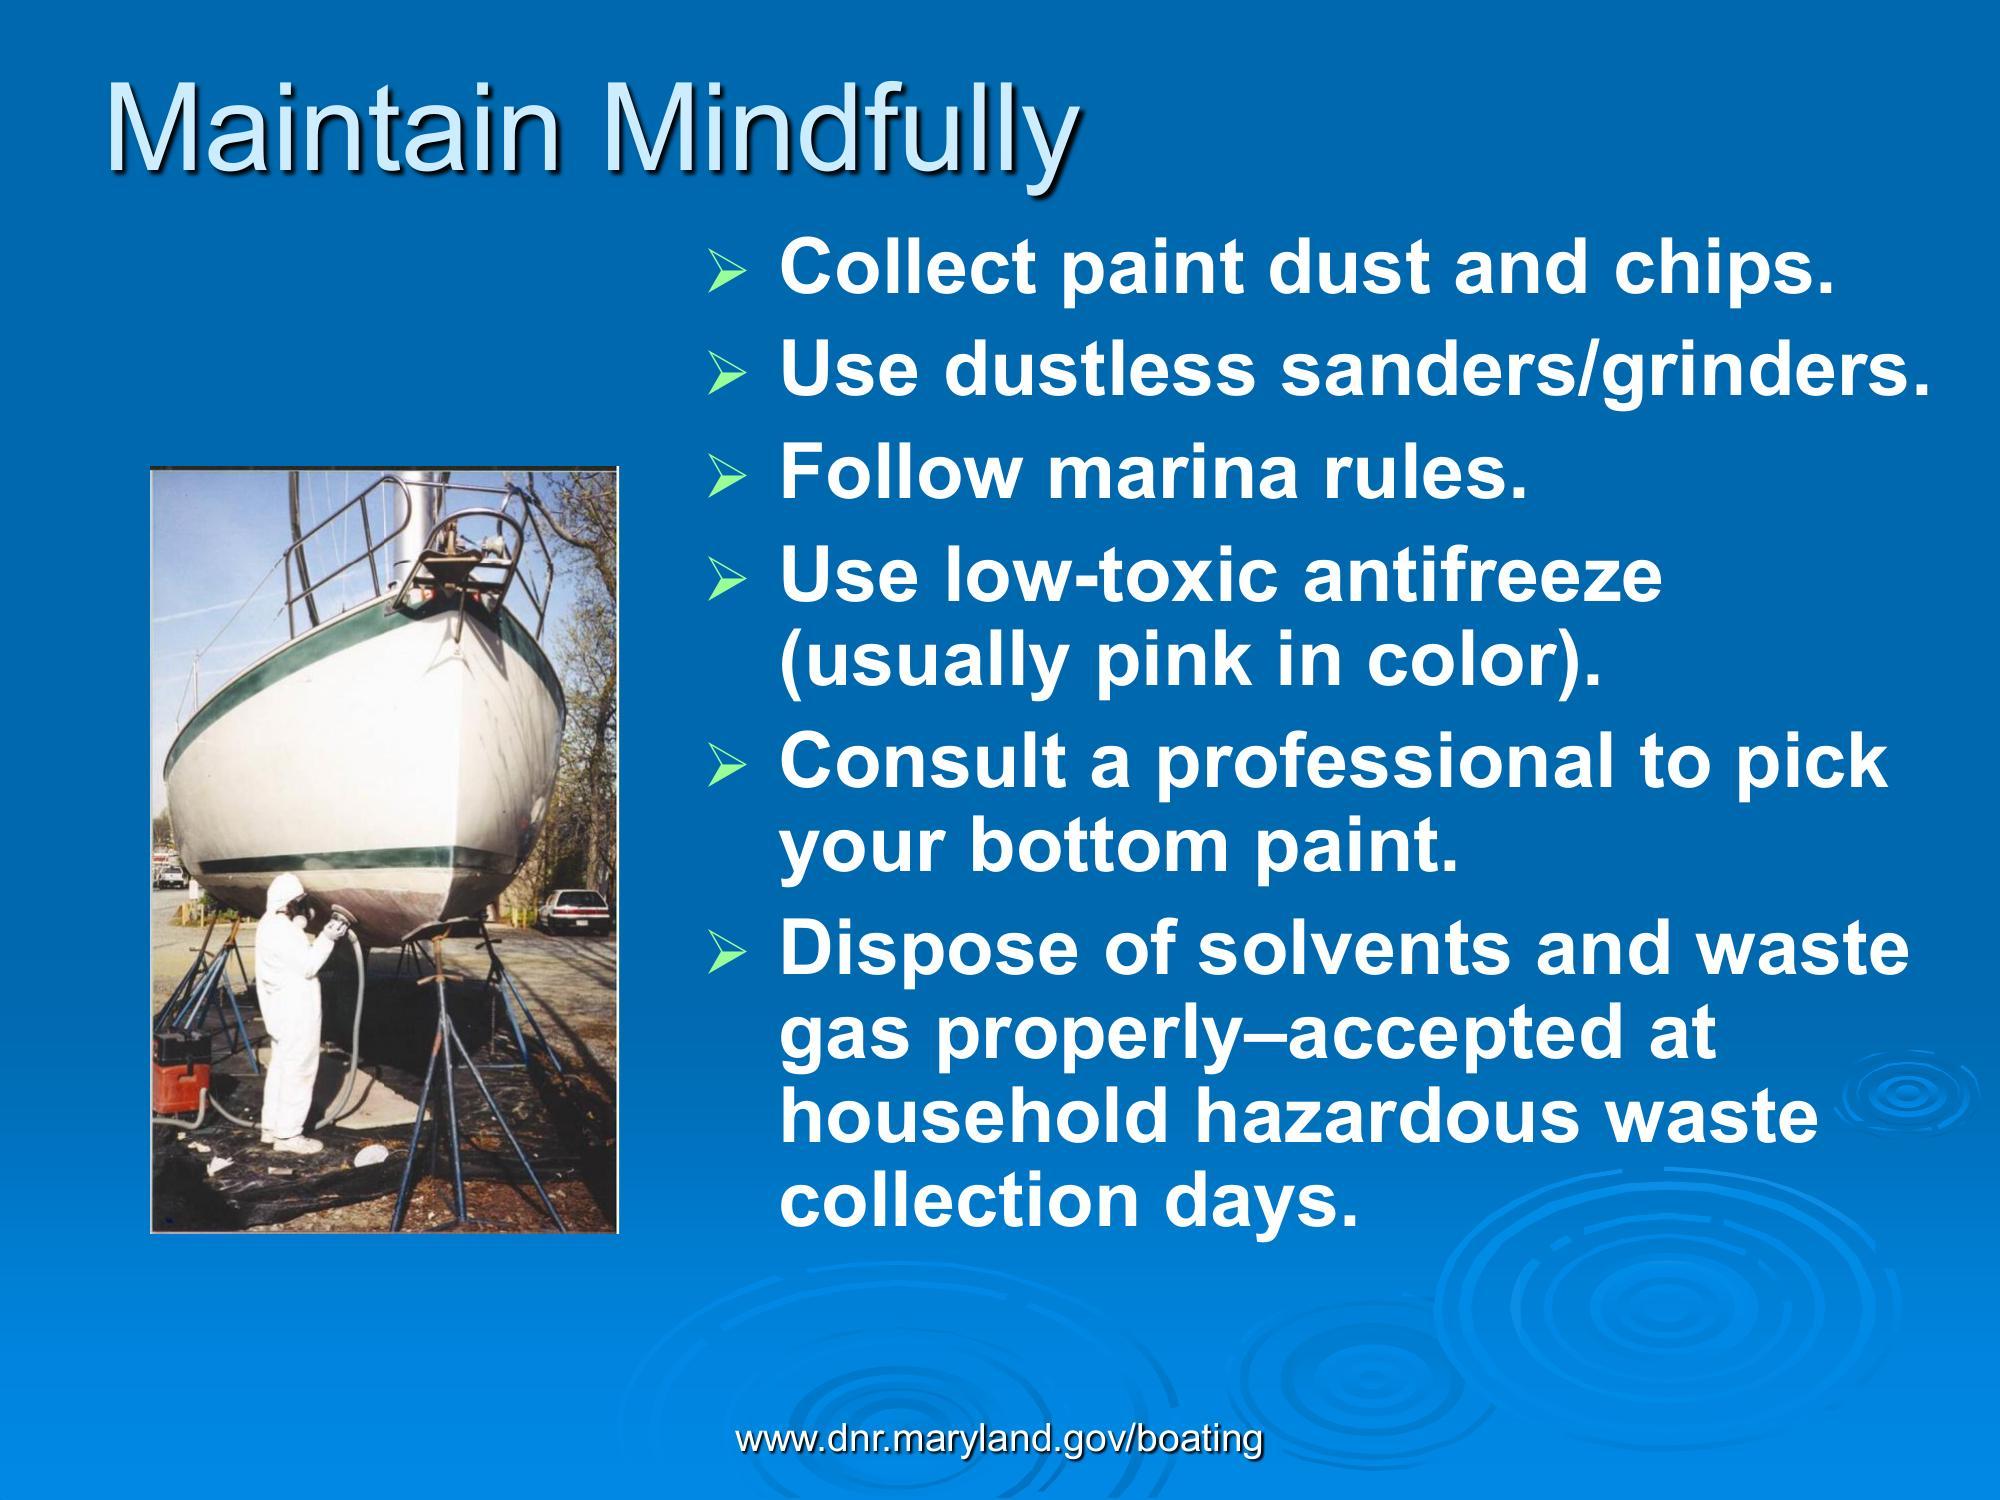 Maintain Mindfully
Collect paint dust and chips.
Use dustless sanders/grinders.
Follow marina rules.
Use low-toxic antifreeze
(usually pink in color).
Consult a professional to pick
your bottom paint.
Dispose of solvents and waste
gas properly–accepted at
household hazardous waste
collection days.
www.dnr.maryland.gov/boating